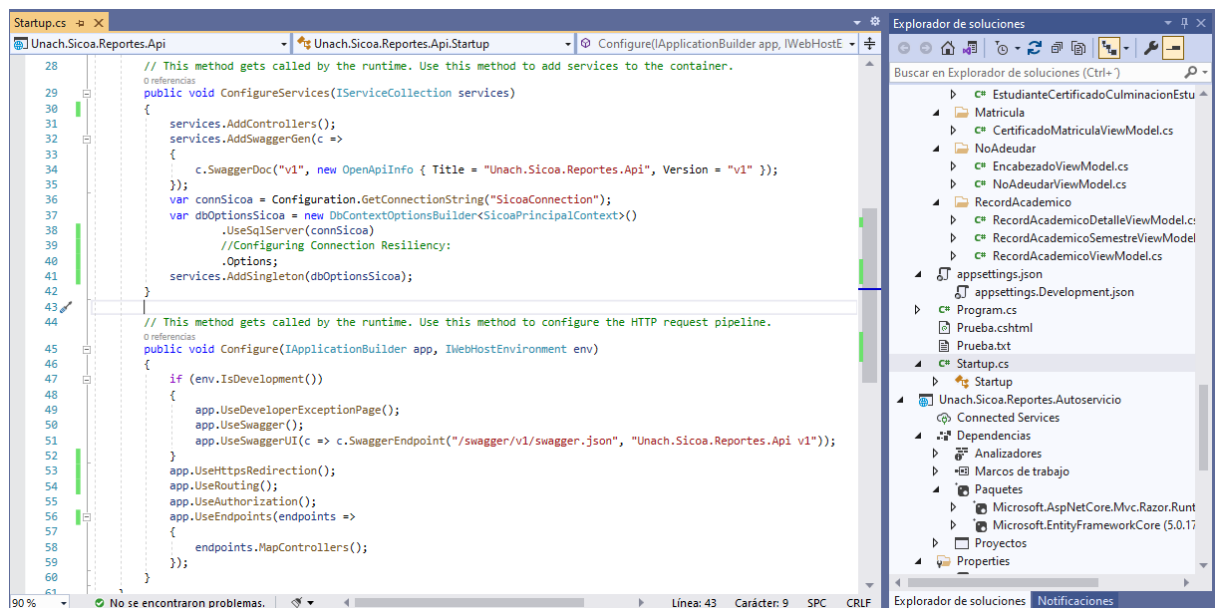 Startup.cs
Unach.Sicoa.Reportes.Api
Unach.Sicoa.Reportes.Api.Startup
Configure(IApplicationBuilder app, IWebHostE
28 // This method gets called by the runtime. Use this method to add services to the container.
0 referencias
29 public void ConfigureServices(IServiceCollection services)
30 {
31 services.AddControllers();
32 services.AddSwaggerGen(c =>
33 {
34 c.SwaggerDoc("v1", new OpenApiInfo { Title = "Unach.Sicoa.Reportes.Api", Version = "v1" });
35 });
36 var connSicoa = Configuration.GetConnectionString("SicoaConnection");
37 var dbOptionsSicoa = new DbContextOptionsBuilder<SicoaPrincipalContext>()
38 .UseSqlServer(connSicoa)
39 //Configuring Connection Resiliency:
40 .Options;
41 services.AddSingleton(dbOptionsSicoa);
42 }
43
44 // This method gets called by the runtime. Use this method to configure the HTTP request pipeline.
0 referencias
45 public void Configure(IApplicationBuilder app, IWebHostEnvironment env)
46 {
47 if (env.IsDevelopment())
48 {
49 app.UseDeveloperExceptionPage();
50 app.UseSwagger();
51 app.UseSwaggerUI(c => c.SwaggerEndpoint("/swagger/v1/swagger.json", "Unach.Sicoa.Reportes.Api v1"));
52 }
53 app.UseHttpsRedirection();
54 app.UseRouting();
55 app.UseAuthorization();
56 app.UseEndpoints(endpoints =>
57 {
58 endpoints.MapControllers();
59 });
60 }
61
90 %
No se encontraron problemas.
Línea: 43 Carácter: 9 SPC CRLF
Explorador de soluciones
Buscar en Explorador de soluciones (Ctrl+´)
C# EstudianteCertificadoCulminacionEstu
Matricula
C# CertificadoMatriculaViewModel.cs
NoAdeudar
C# EncabezadoViewModel.cs
C# NoAdeudarViewModel.cs
RecordAcademico
C# RecordAcademicoDetalleViewModel.cs
C# RecordAcademicoSemestreViewModel
C# RecordAcademicoViewModel.cs
appsettings.json
appsettings.Development.json
C# Program.cs
Prueba.cshtml
Prueba.txt
C# Startup.cs
Startup
Unach.Sicoa.Reportes.Autoservicio
Connected Services
Dependencias
Analizadores
Marcos de trabajo
Paquetes
Microsoft.AspNetCore.Mvc.Razor.Runt
Microsoft.EntityFrameworkCore (5.0.17
Proyectos
Properties
Explorador de soluciones Notificaciones